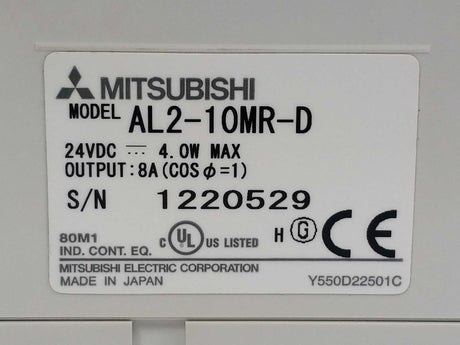 MITSUBISHI
MODEL AL2-10MR-D
24VDC ⎓ 4.0W MAX
OUTPUT:8A(COSφ=1)
S/N 1220529
80M1
IND. CONT. EQ. C UL US LISTED H G CE
MITSUBISHI ELECTRIC CORPORATION
MADE IN JAPAN Y550D22501C